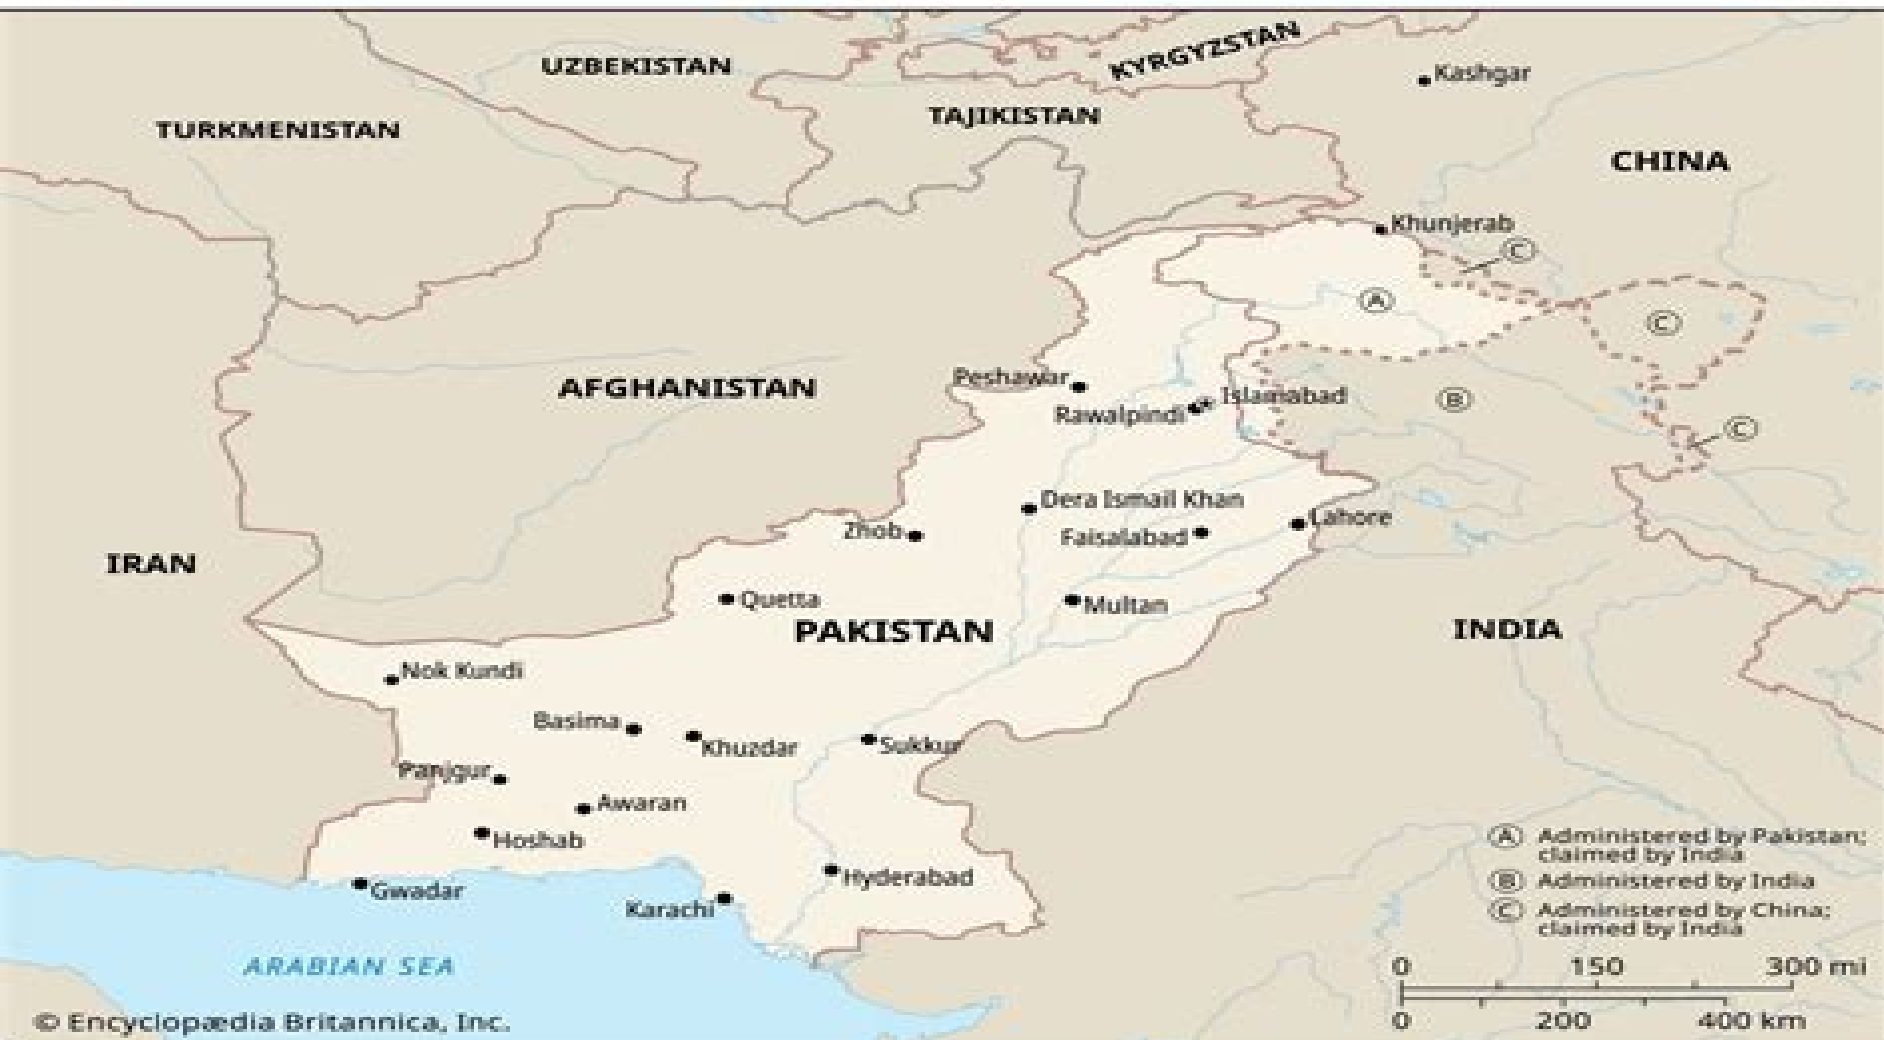 UZBEKISTAN
KYRGYZSTAN
Kashgar
TURKMENISTAN
TAJIKISTAN
CHINA
Khunjerab
C
A
C
Peshawar
AFGHANISTAN
Islamabad
B
Rawalpindi
C
Dera Ismail Khan
Zhob
Faisalabad
Lahore
IRAN
Quetta
Multan
PAKISTAN
INDIA
Nok Kundi
Basima
Khuzdar
Sukkur
Panjgur
Awaran
Hoshab
A Administered by Pakistan;
claimed by India
Gwadar
Hyderabad
B Administered by India
Karachi
C Administered by China;
claimed by India
ARABIAN SEA
0 150 300 mi
0 200 400 km
© Encyclopædia Britannica, Inc.